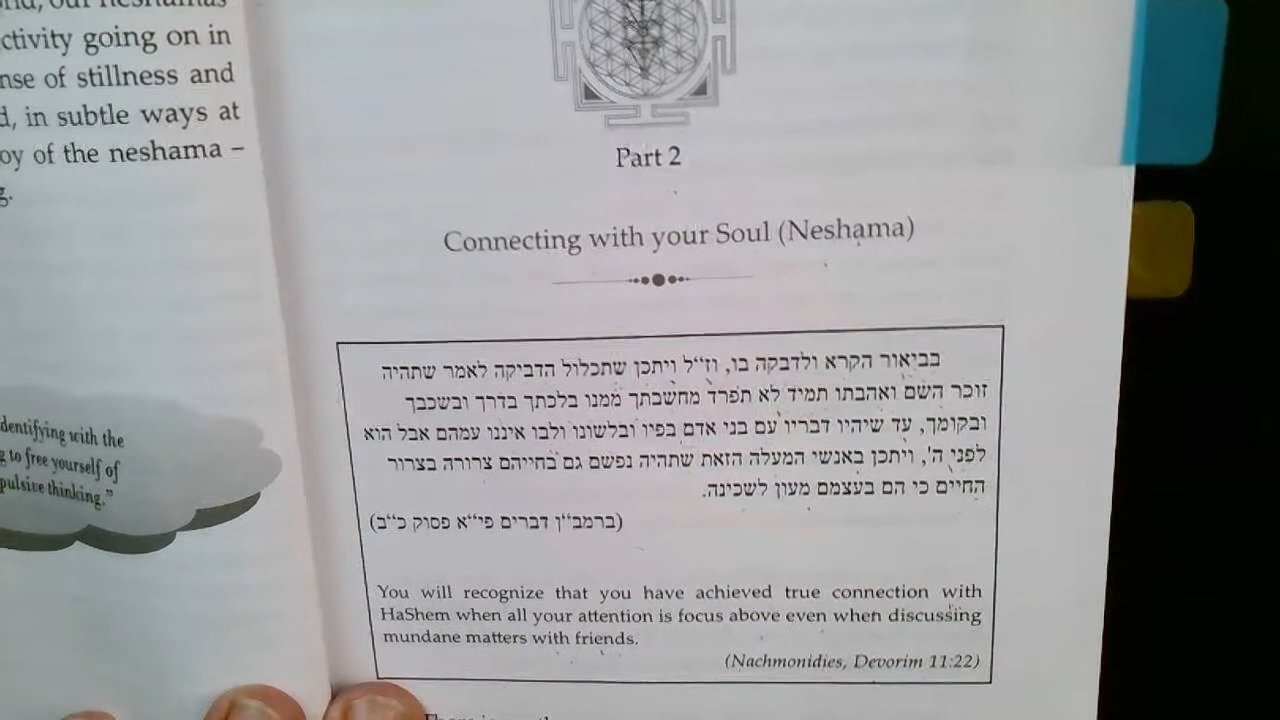 ctivity going on in
nse of stillness and
d, in subtle ways at
oy of the neshama –
g.
dentifying with the
g to free yourself of
pulsive thinking."
Part 2
Connecting with your Soul (Neshama)
בביאור הקרא ולדבקה בו, וז״ל ויתכן שתכלול הדביקה לאמר שתהיה
זוכר השם ואהבתו תמיד לא תפרד מחשבתך ממנו בלכתך בדרך ובשכבך
ובקומך, עד שיהיו דבריו עם בני אדם בפיו ובלשונו ולבו איננו עמהם אבל הוא
לפני ה', ויתכן באנשי המעלה הזאת שתהיה נפשם גם בחייהם צרורה בצרור
החיים כי הם בעצמם מעון לשכינה.
(ברמב״ן דברים פי״א פסוק כ״ב)
You will recognize that you have achieved true connection with
HaShem when all your attention is focus above even when discussing
mundane matters with friends.
(Nachmonidies, Devorim 11:22)